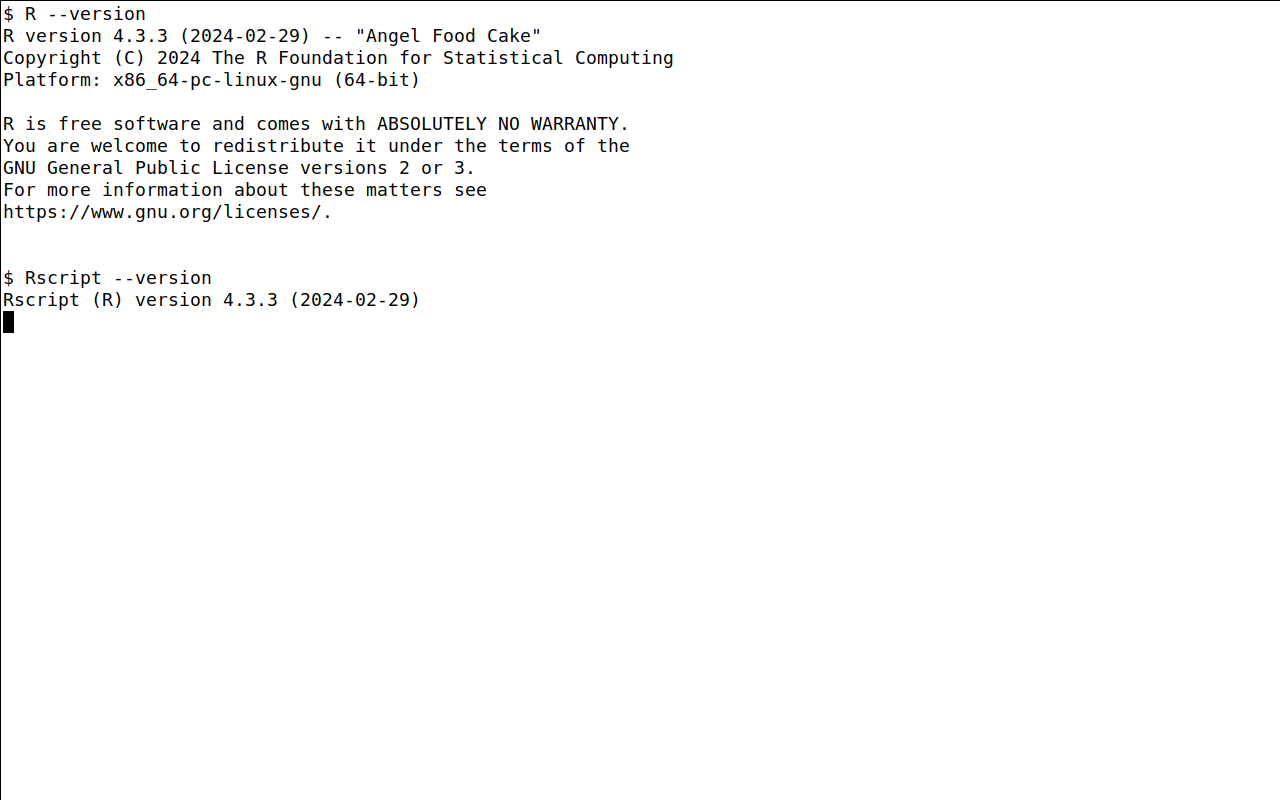 $ R --version
R version 4.3.3 (2024-02-29) -- "Angel Food Cake"
Copyright (C) 2024 The R Foundation for Statistical Computing
Platform: x86_64-pc-linux-gnu (64-bit)
R is free software and comes with ABSOLUTELY NO WARRANTY.
You are welcome to redistribute it under the terms of the
GNU General Public License versions 2 or 3.
For more information about these matters see
https://www.gnu.org/licenses/.
$ Rscript --version
Rscript (R) version 4.3.3 (2024-02-29)